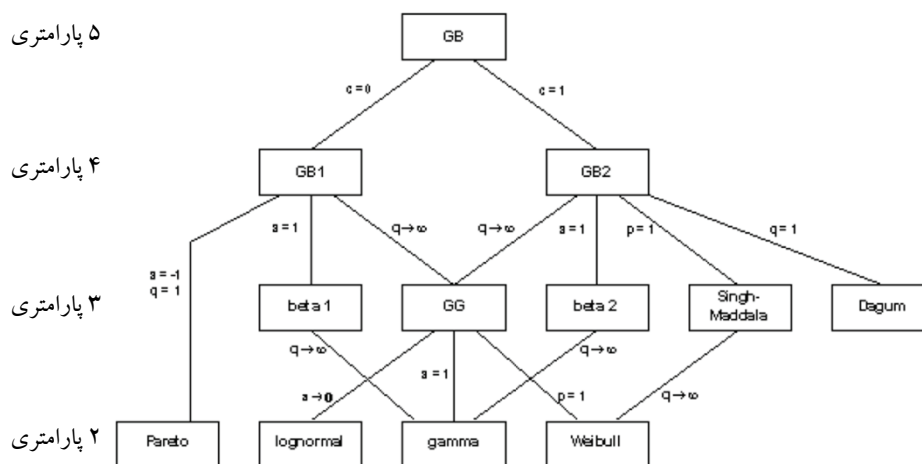 ۵ پارامتری
GB
c = 0
c = 1
۴ پارامتری
GB1
GB2
a = -1
q = 1
a = 1
q→∞
q→∞
a = 1
p = 1
q = 1
۳ پارامتری
beta 1
GG
beta 2
Singh-
Maddala
Dagum
q→∞
a→0
a = 1
q→∞
p = 1
q→∞
۲ پارامتری
Pareto
lognormal
gamma
Weibull